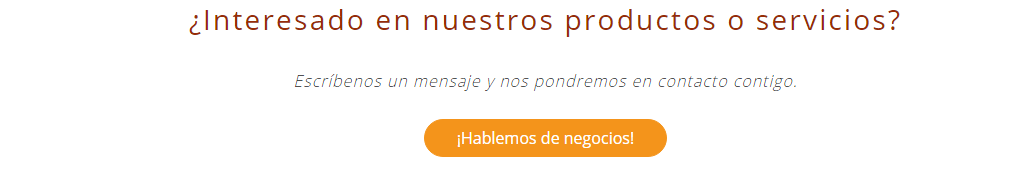 ¿Interesado en nuestros productos o servicios?
Escríbenos un mensaje y nos pondremos en contacto contigo.
¡Hablemos de negocios!